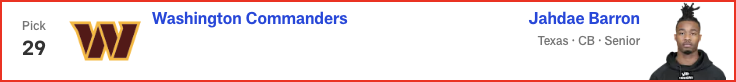 Pick
29
Washington Commanders
Jahdae Barron
Texas · CB · Senior